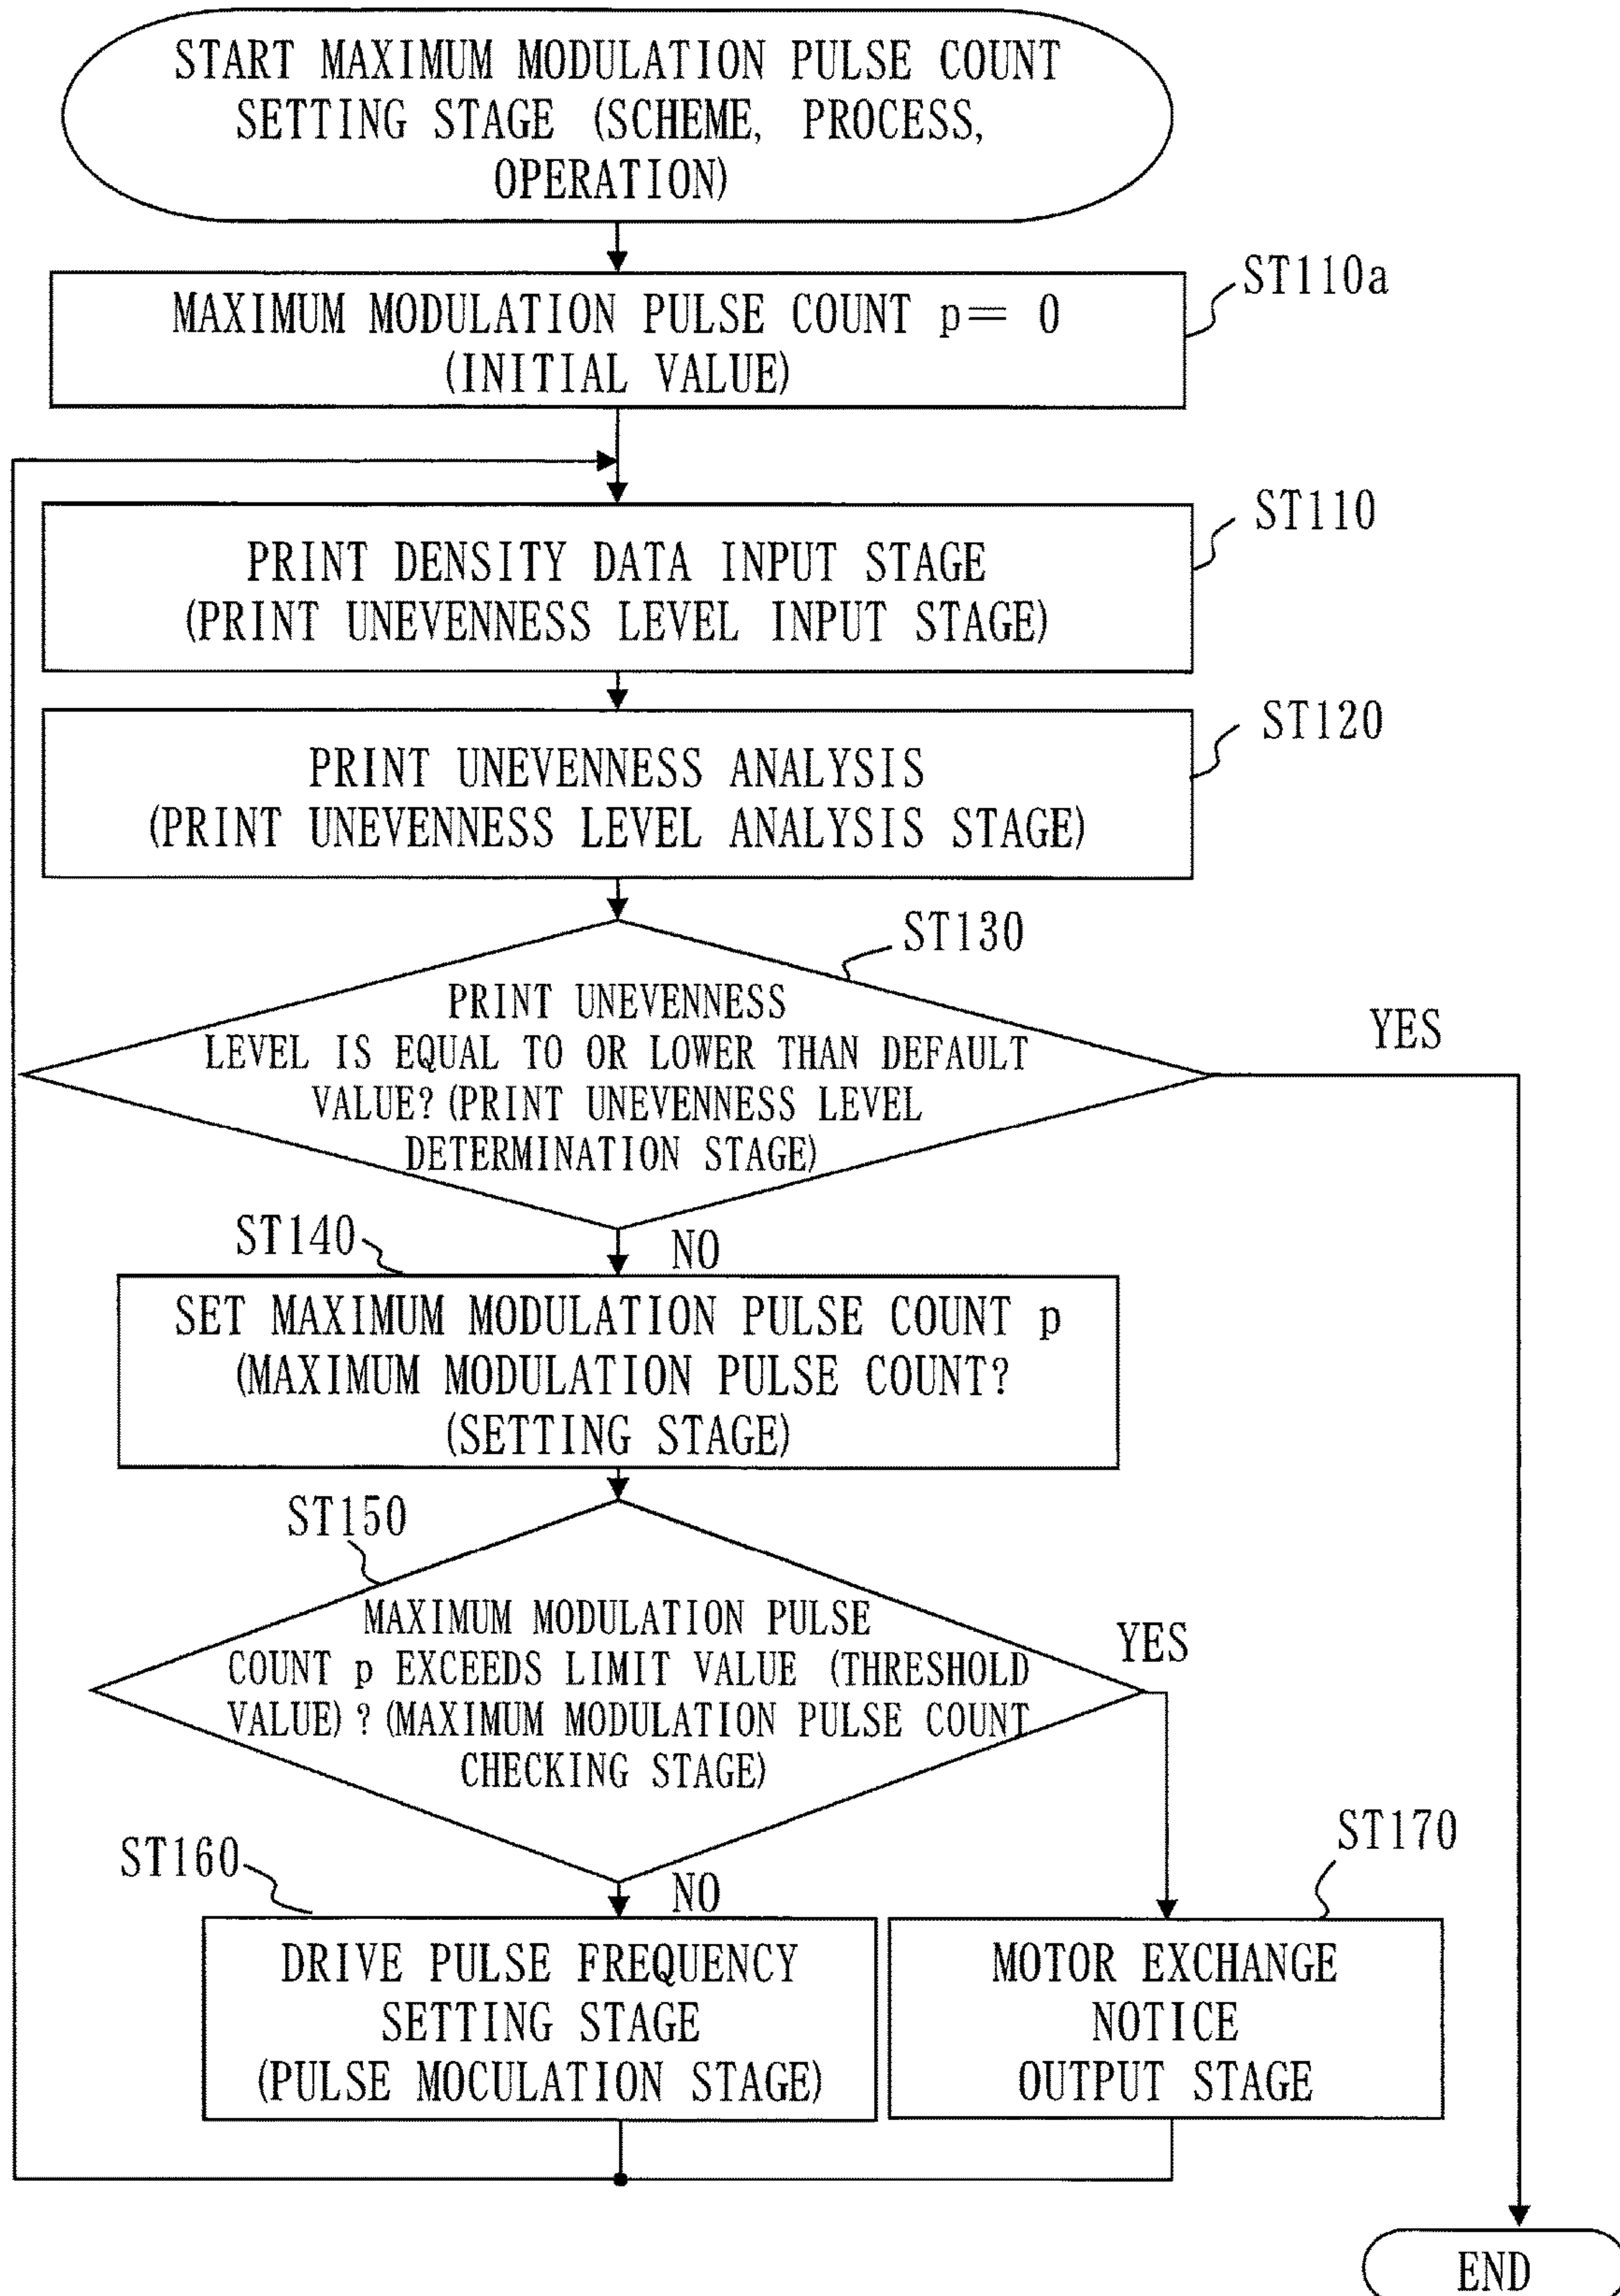 START MAXIMUM MODULATION PULSE COUNT
SETTING STAGE (SCHEME, PROCESS,
OPERATION)
ST110a
MAXIMUM MODULATION PULSE COUNT p= 0
(INITIAL VALUE)
ST110
PRINT DENSITY DATA INPUT STAGE
(PRINT UNEVENNESS LEVEL INPUT STAGE)
ST120
PRINT UNEVENNESS ANALYSIS
(PRINT UNEVENNESS LEVEL ANALYSIS STAGE)
ST130
PRINT UNEVENNESS
LEVEL IS EQUAL TO OR LOWER THAN DEFAULT
VALUE? (PRINT UNEVENNESS LEVEL
DETERMINATION STAGE)
YES
NO
ST140
SET MAXIMUM MODULATION PULSE COUNT p
(MAXIMUM MODULATION PULSE COUNT?
(SETTING STAGE)
ST150
MAXIMUM MODULATION PULSE
COUNT p EXCEEDS LIMIT VALUE (THRESHOLD
VALUE) ? (MAXIMUM MODULATION PULSE COUNT
CHECKING STAGE)
YES
NO
ST160
DRIVE PULSE FREQUENCY
SETTING STAGE
(PULSE MOCULATION STAGE)
ST170
MOTOR EXCHANGE
NOTICE
OUTPUT STAGE
END